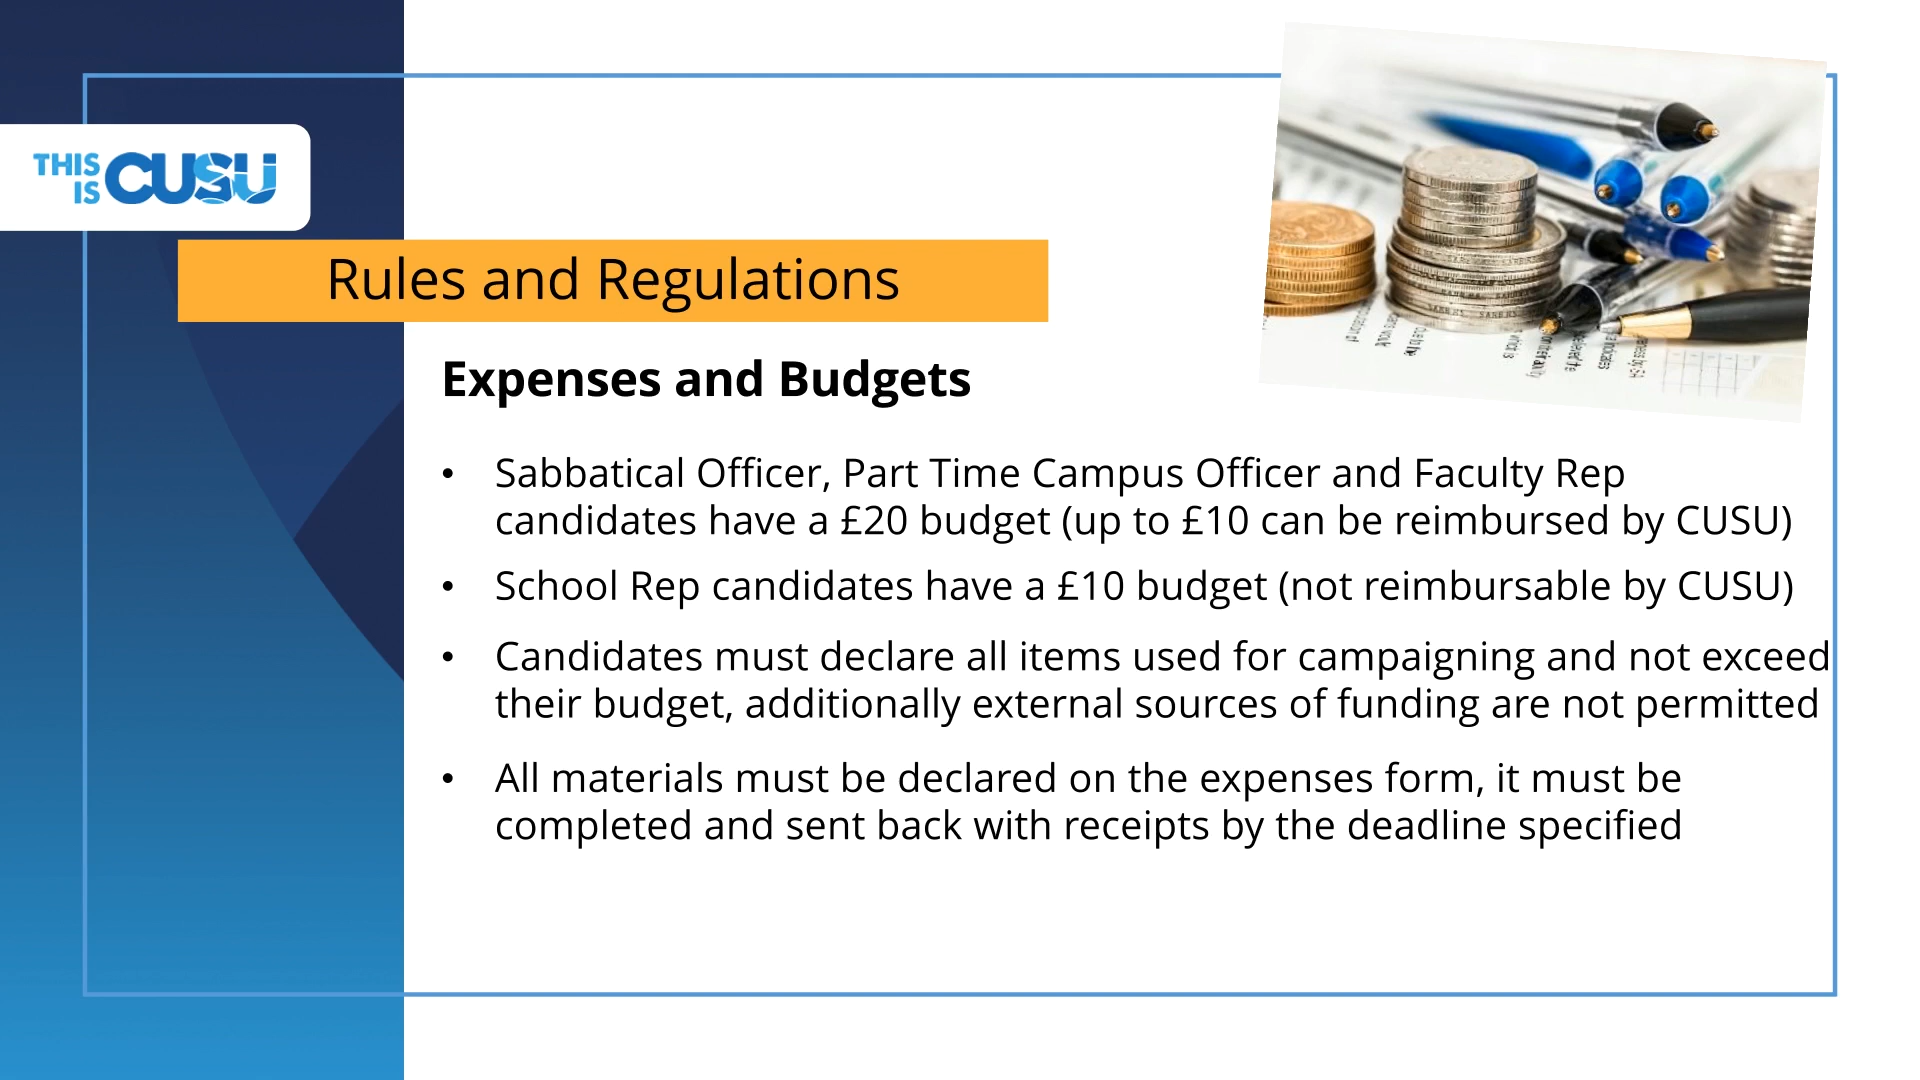 THIS
IS CUSU
Rules and Regulations
Expenses and Budgets
• Sabbatical Officer, Part Time Campus Officer and Faculty Rep
candidates have a £20 budget (up to £10 can be reimbursed by CUSU)
• School Rep candidates have a £10 budget (not reimbursable by CUSU)
• Candidates must declare all items used for campaigning and not exceed
their budget, additionally external sources of funding are not permitted
• All materials must be declared on the expenses form, it must be
completed and sent back with receipts by the deadline specified